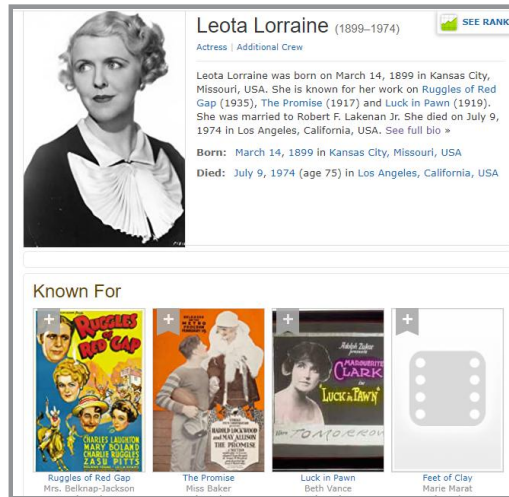 Leota Lorraine (1899–1974)
SEE RANK
Actress | Additional Crew
Leota Lorraine was born on March 14, 1899 in Kansas City,
Missouri, USA. She is known for her work on Ruggles of Red
Gap (1935), The Promise (1917) and Luck in Pawn (1919).
She was married to Robert F. Lakenan Jr. She died on July 9,
1974 in Los Angeles, California, USA. See full bio »
Born: March 14, 1899 in Kansas City, Missouri, USA
Died: July 9, 1974 (age 75) in Los Angeles, California, USA
Known For
RUGGLES
OF
RED GAP
CHARLES LAUGHTON
MARY BOLAND
CHARLIE RUGGLES
ZASU PITTS
METRO
HAROLD LOCKWOOD
and MAY ALLISON
THE PROMISE
Adolph Zukor
presents
MARGUERITE
CLARK
in
"LUCK in PAWN"
TOMORROW
Ruggles of Red Gap
Mrs. Belknap-Jackson
The Promise
Miss Baker
Luck in Pawn
Beth Vance
Feet of Clay
Marie Marat